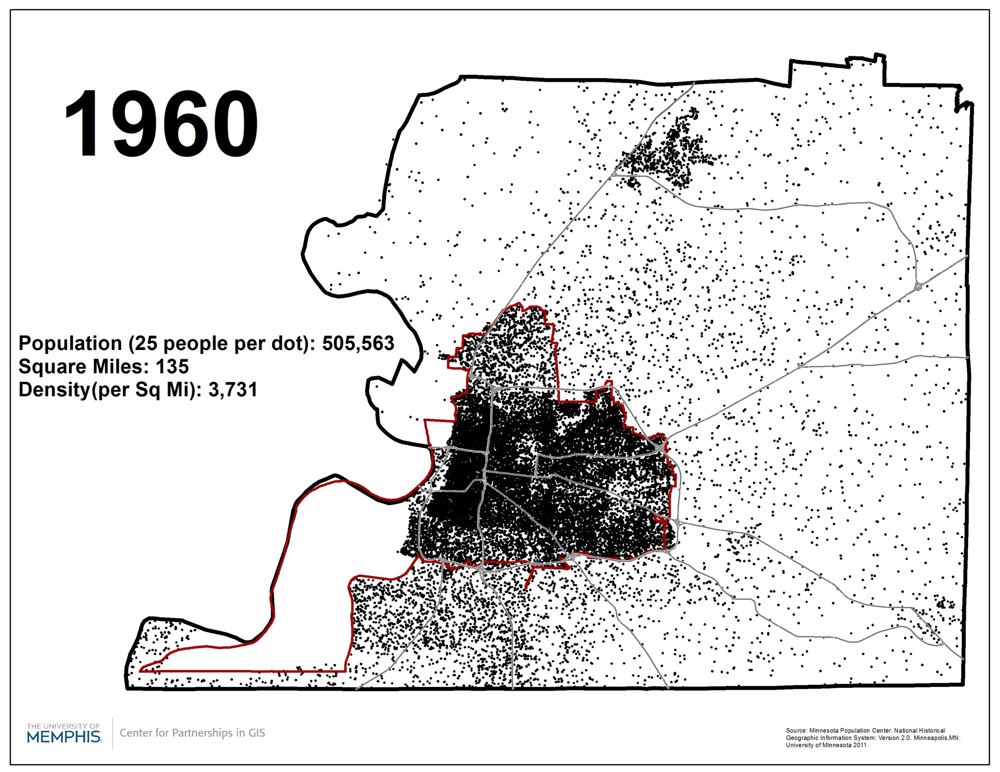 1960
Population (25 people per dot): 505,563
Square Miles: 135
Density(per Sq Mi): 3,731
THE UNIVERSITY OF
MEMPHIS®
Center for Partnerships in GIS
Source: Minnesota Population Center. National Historical
Geographic Information System: Version 2.0. Minneapolis,MN:
University of Minnesota 2011.